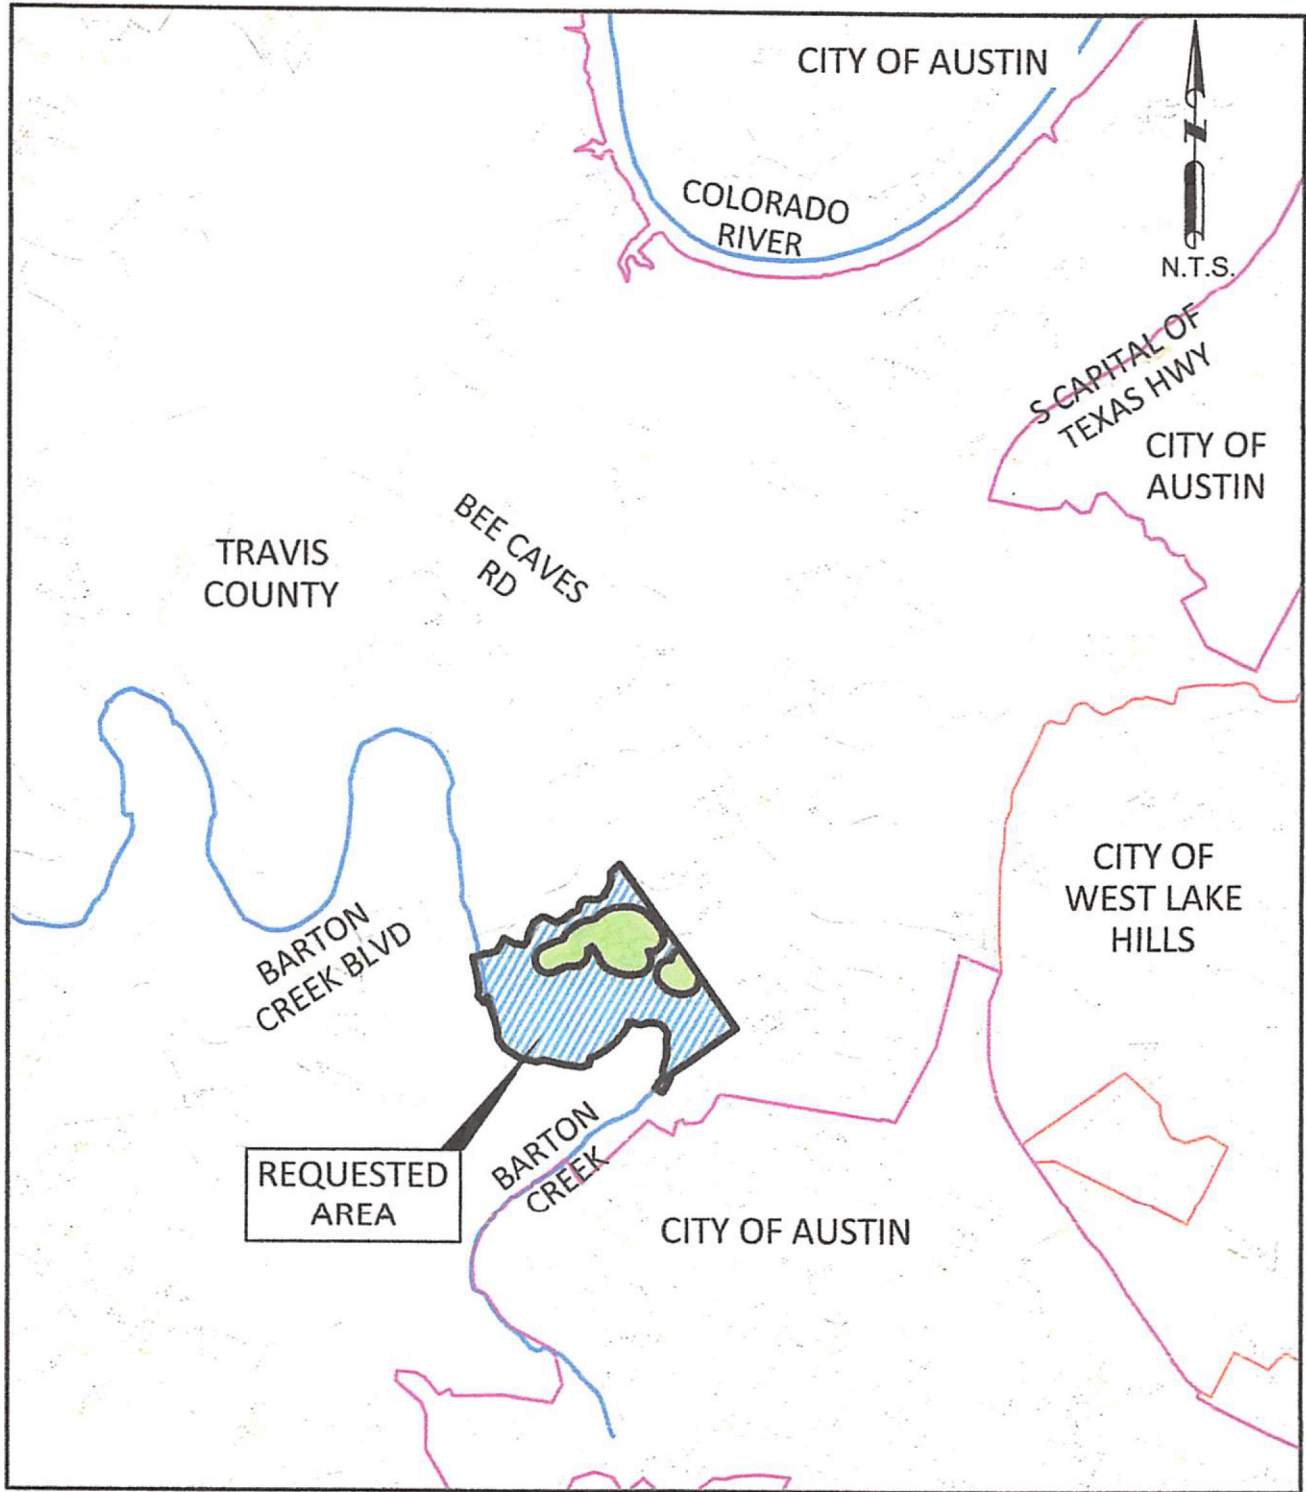 CITY OF AUSTIN
COLORADO
RIVER
N
N.T.S.
S CAPITAL OF
TEXAS HWY
CITY OF
AUSTIN
BEE CAVES
RD
TRAVIS
COUNTY
CITY OF
WEST LAKE
HILLS
BARTON
CREEK BLVD
BARTON
CREEK
REQUESTED
AREA
CITY OF AUSTIN